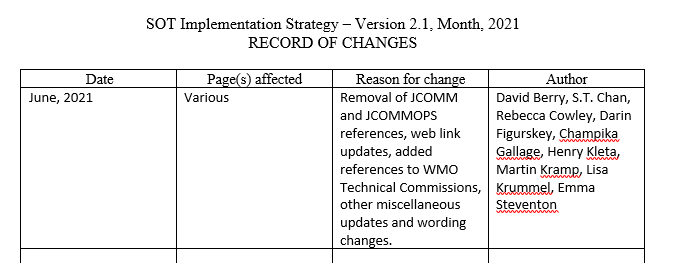 SOT Implementation Strategy – Version 2.1, Month, 2021
RECORD OF CHANGES
Date Page(s) affected Reason for change Author
June, 2021
Various
Removal of JCOMM
and JCOMMOPS
references, web link
updates, added
references to WMO
Technical Commissions,
other miscellaneous
updates and wording
changes.
David Berry, S.T. Chan,
Rebecca Cowley, Darin
Figurskey, Champika
Gallage, Henry Kleta,
Martin Kramp, Lisa
Krummel, Emma
Steventon